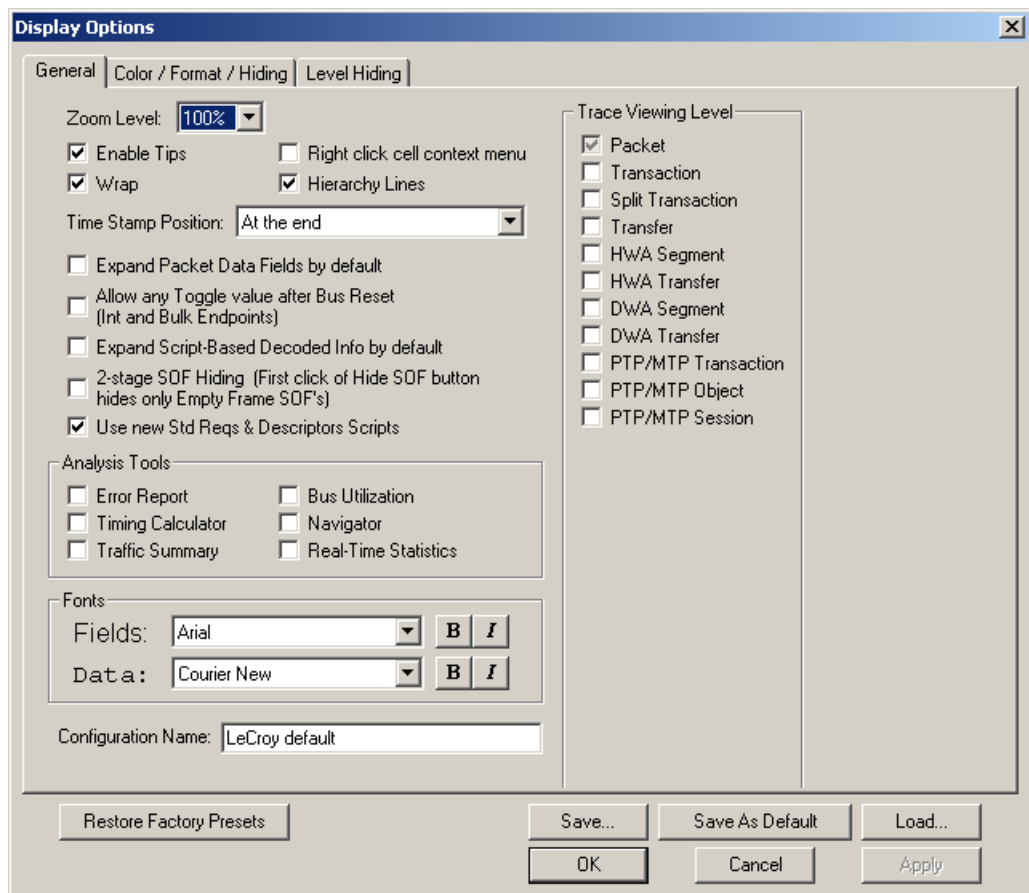 Display Options
General
Color / Format / Hiding
Level Hiding
Zoom Level: 100%
Enable Tips
Right click cell context menu
Wrap
Hierarchy Lines
Time Stamp Position: At the end
Expand Packet Data Fields by default
Allow any Toggle value after Bus Reset
(Int and Bulk Endpoints)
Expand Script-Based Decoded Info by default
2-stage SOF Hiding (First click of Hide SOF button
hides only Empty Frame SOF's)
Use new Std Reqs & Descriptors Scripts
Analysis Tools
Error Report
Bus Utilization
Timing Calculator
Navigator
Traffic Summary
Real-Time Statistics
Fonts
Fields: Arial B I
Data: Courier New B I
Configuration Name: LeCroy default
Trace Viewing Level
Packet
Transaction
Split Transaction
Transfer
HWA Segment
HWA Transfer
DWA Segment
DWA Transfer
PTP/MTP Transaction
PTP/MTP Object
PTP/MTP Session
Restore Factory Presets
Save...
Save As Default
Load...
OK
Cancel
Apply